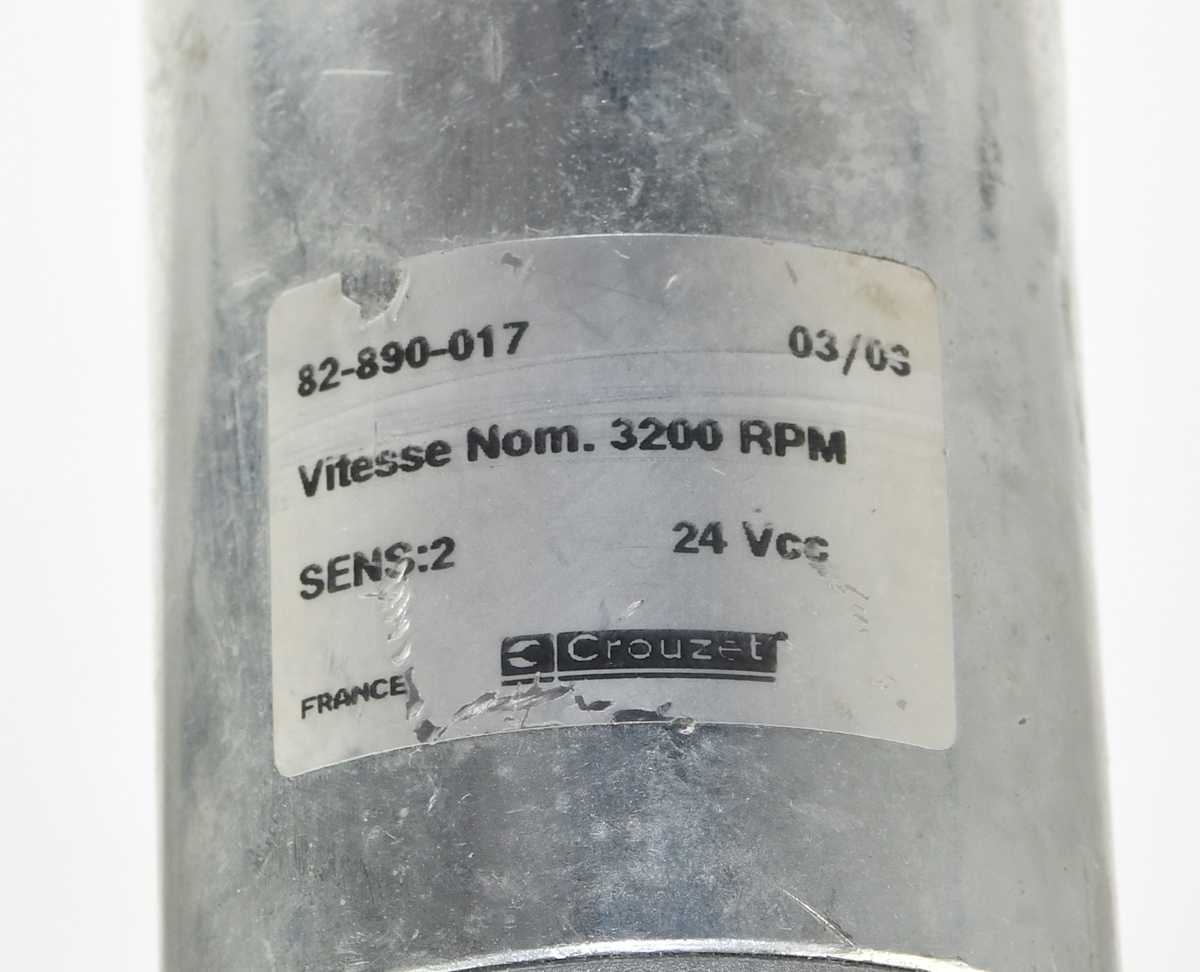 82-890-017 03/03
Vitesse Nom. 3200 RPM
SENS:2 24 Vcc
Crouzet
FRANCE